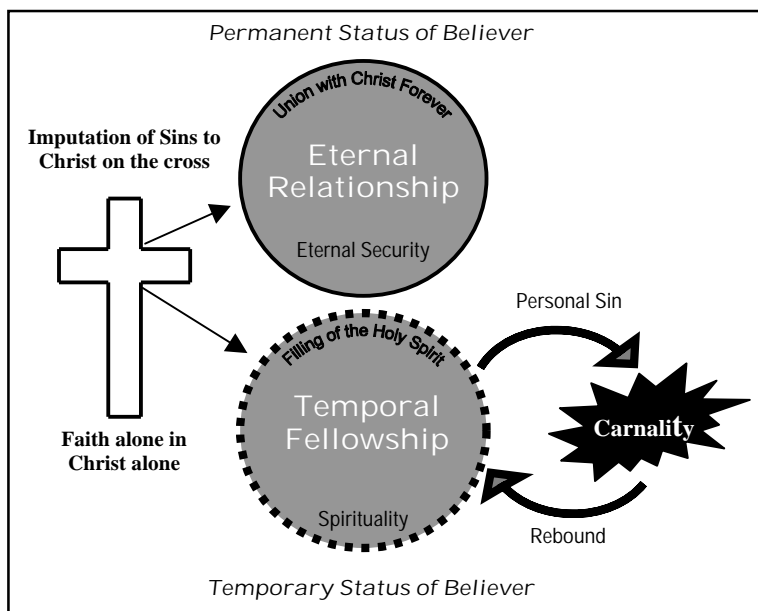 Permanent Status of Believer
Union with Christ Forever
Imputation of Sins to
Christ on the cross
Eternal
Relationship
Eternal Security
Personal Sin
Filling of the Holy Spirit
Temporal
Fellowship
Carnality
Faith alone in
Christ alone
Spirituality
Rebound
Temporary Status of Believer